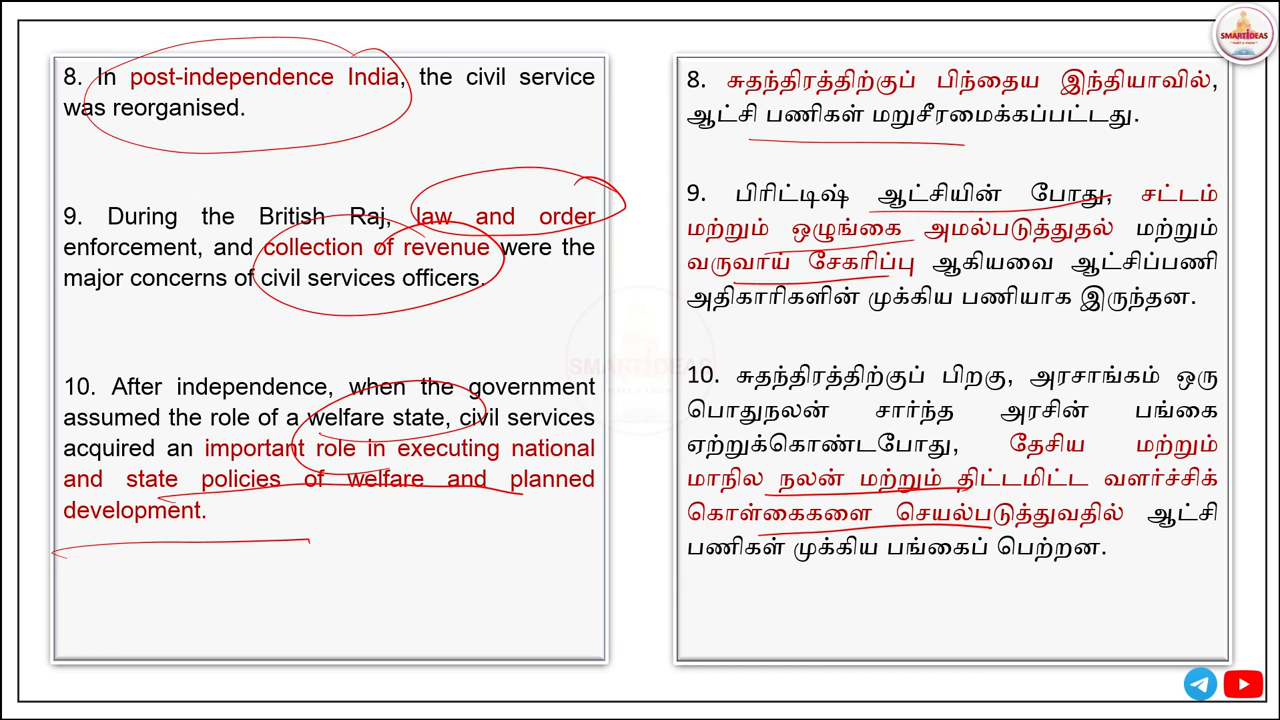 SMARTIDEAS
8. In post-independence India, the civil service
was reorganised.
9. During the British Raj, law and order
enforcement, and collection of revenue were the
major concerns of civil services officers.
10. After independence, when the government
assumed the role of a welfare state, civil services
acquired an important role in executing national
and state policies of welfare and planned
development.
8. சுதந்திரத்திற்குப் பிந்தைய இந்தியாவில்,
ஆட்சி பணிகள் மறுசீரமைக்கப்பட்டது.
9. பிரிட்டிஷ் ஆட்சியின் போது, சட்டம்
மற்றும் ஒழுங்கை அமல்படுத்துதல் மற்றும்
வருவாய் சேகரிப்பு ஆகியவை ஆட்சிப்பணி
அதிகாரிகளின் முக்கிய பணியாக இருந்தன.
10. சுதந்திரத்திற்குப் பிறகு, அரசாங்கம் ஒரு
பொதுநலன் சார்ந்த அரசின் பங்கை
ஏற்றுக்கொண்டபோது, தேசிய மற்றும்
மாநில நலன் மற்றும் திட்டமிட்ட வளர்ச்சிக்
கொள்கைகளை செயல்படுத்துவதில் ஆட்சி
பணிகள் முக்கிய பங்கைப் பெற்றன.
SMARTIDEAS